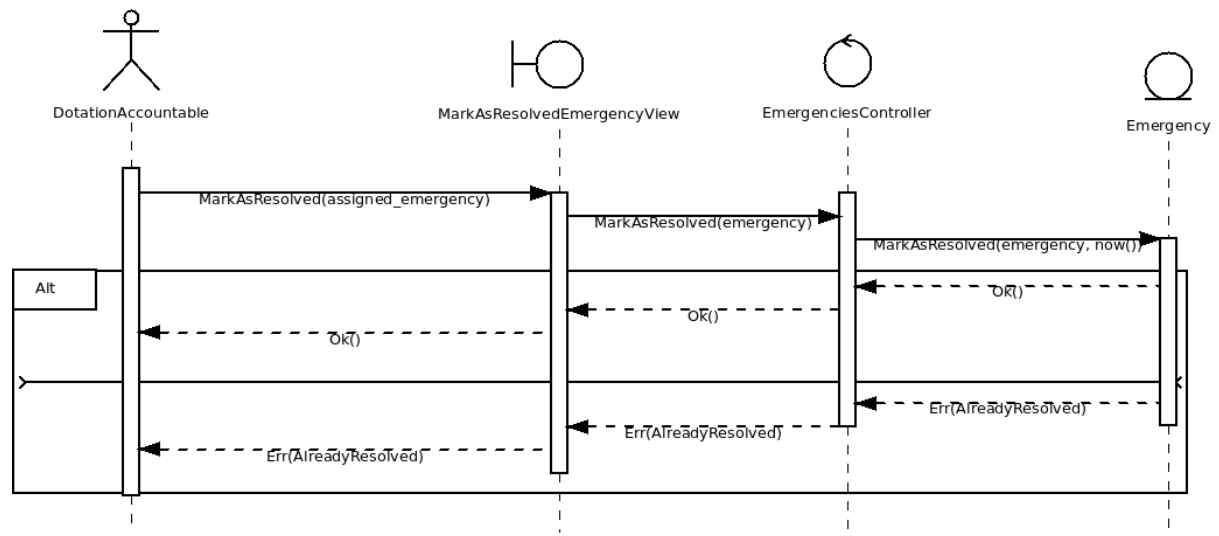 DotationAccountable
MarkAsResolvedEmergencyView
EmergenciesController
Emergency
MarkAsResolved(assigned_emergency)
MarkAsResolved(emergency)
MarkAsResolved(emergency, now())
Alt
Ok()
Ok()
Ok()
Err(AlreadyResolved)
Err(AlreadyResolved)
Err(AlreadyResolved)